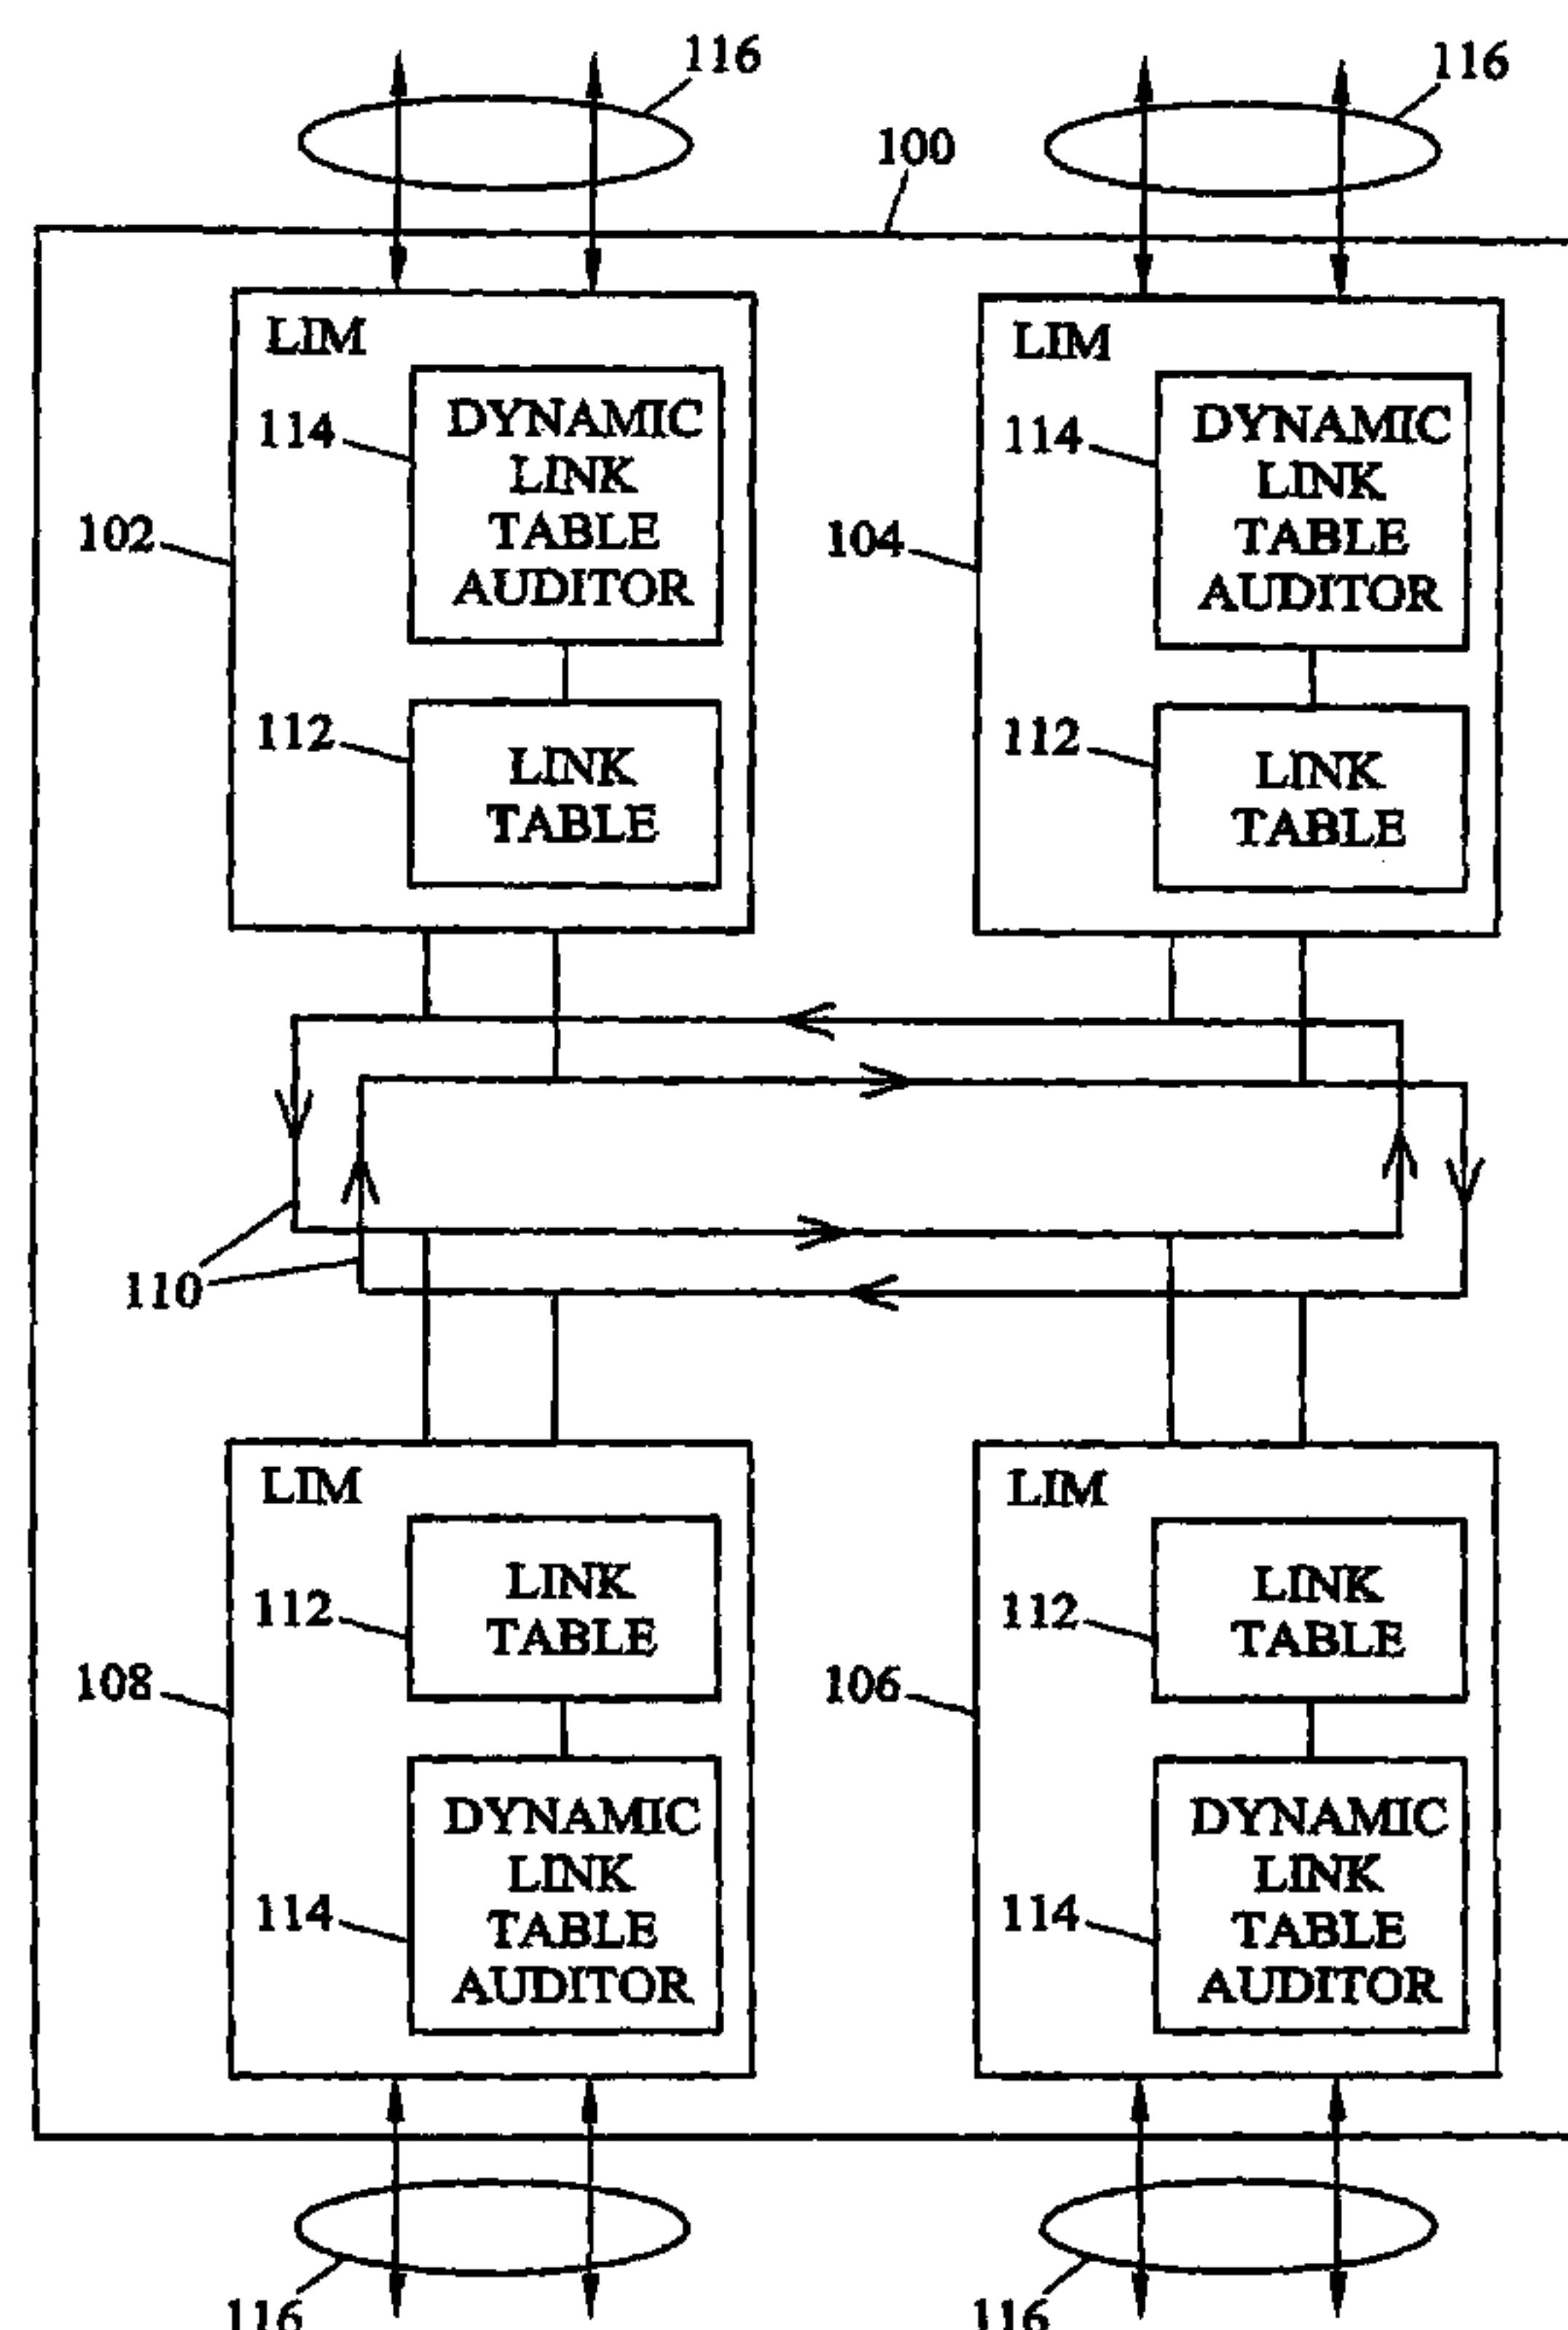 116
116
100
LIM
LIM
114
DYNAMIC
LINK
TABLE
AUDITOR
114
DYNAMIC
LINK
TABLE
AUDITOR
102
104
112
LINK
TABLE
112
LINK
TABLE
110
LIM
LIM
112
LINK
TABLE
112
LINK
TABLE
108
106
114
DYNAMIC
LINK
TABLE
AUDITOR
114
DYNAMIC
LINK
TABLE
AUDITOR
116
116